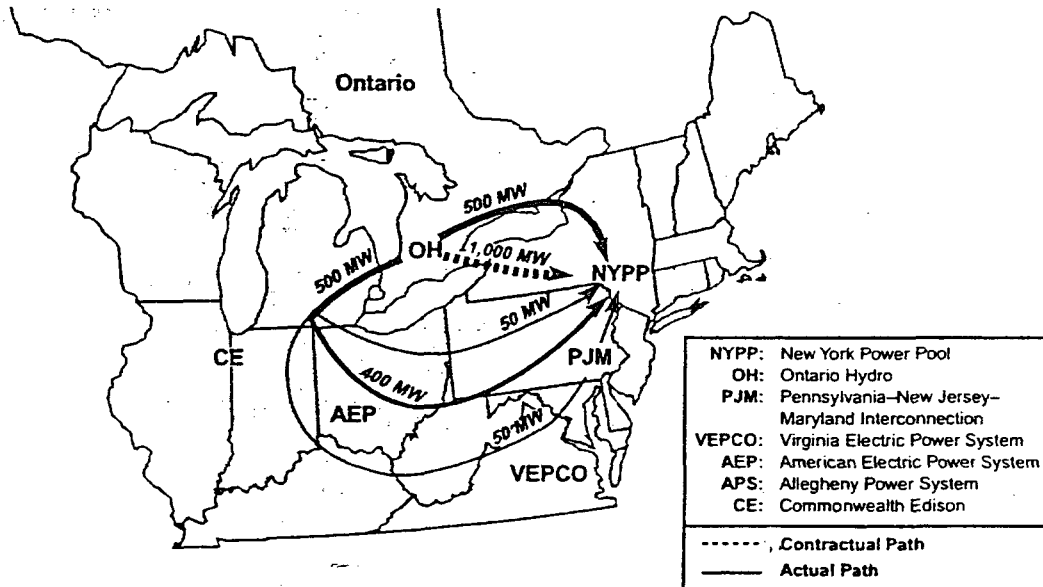 Ontario
500 MW
OH
1,000 MW
NYPP
500 MW
50 MW
CE
PJM
400 MW
AEP
50 MW
VEPCO
NYPP: New York Power Pool
OH: Ontario Hydro
PJM: Pennsylvania–New Jersey–
Maryland Interconnection
VEPCO: Virginia Electric Power System
AEP: American Electric Power System
APS: Allegheny Power System
CE: Commonwealth Edison
Contractual Path
Actual Path